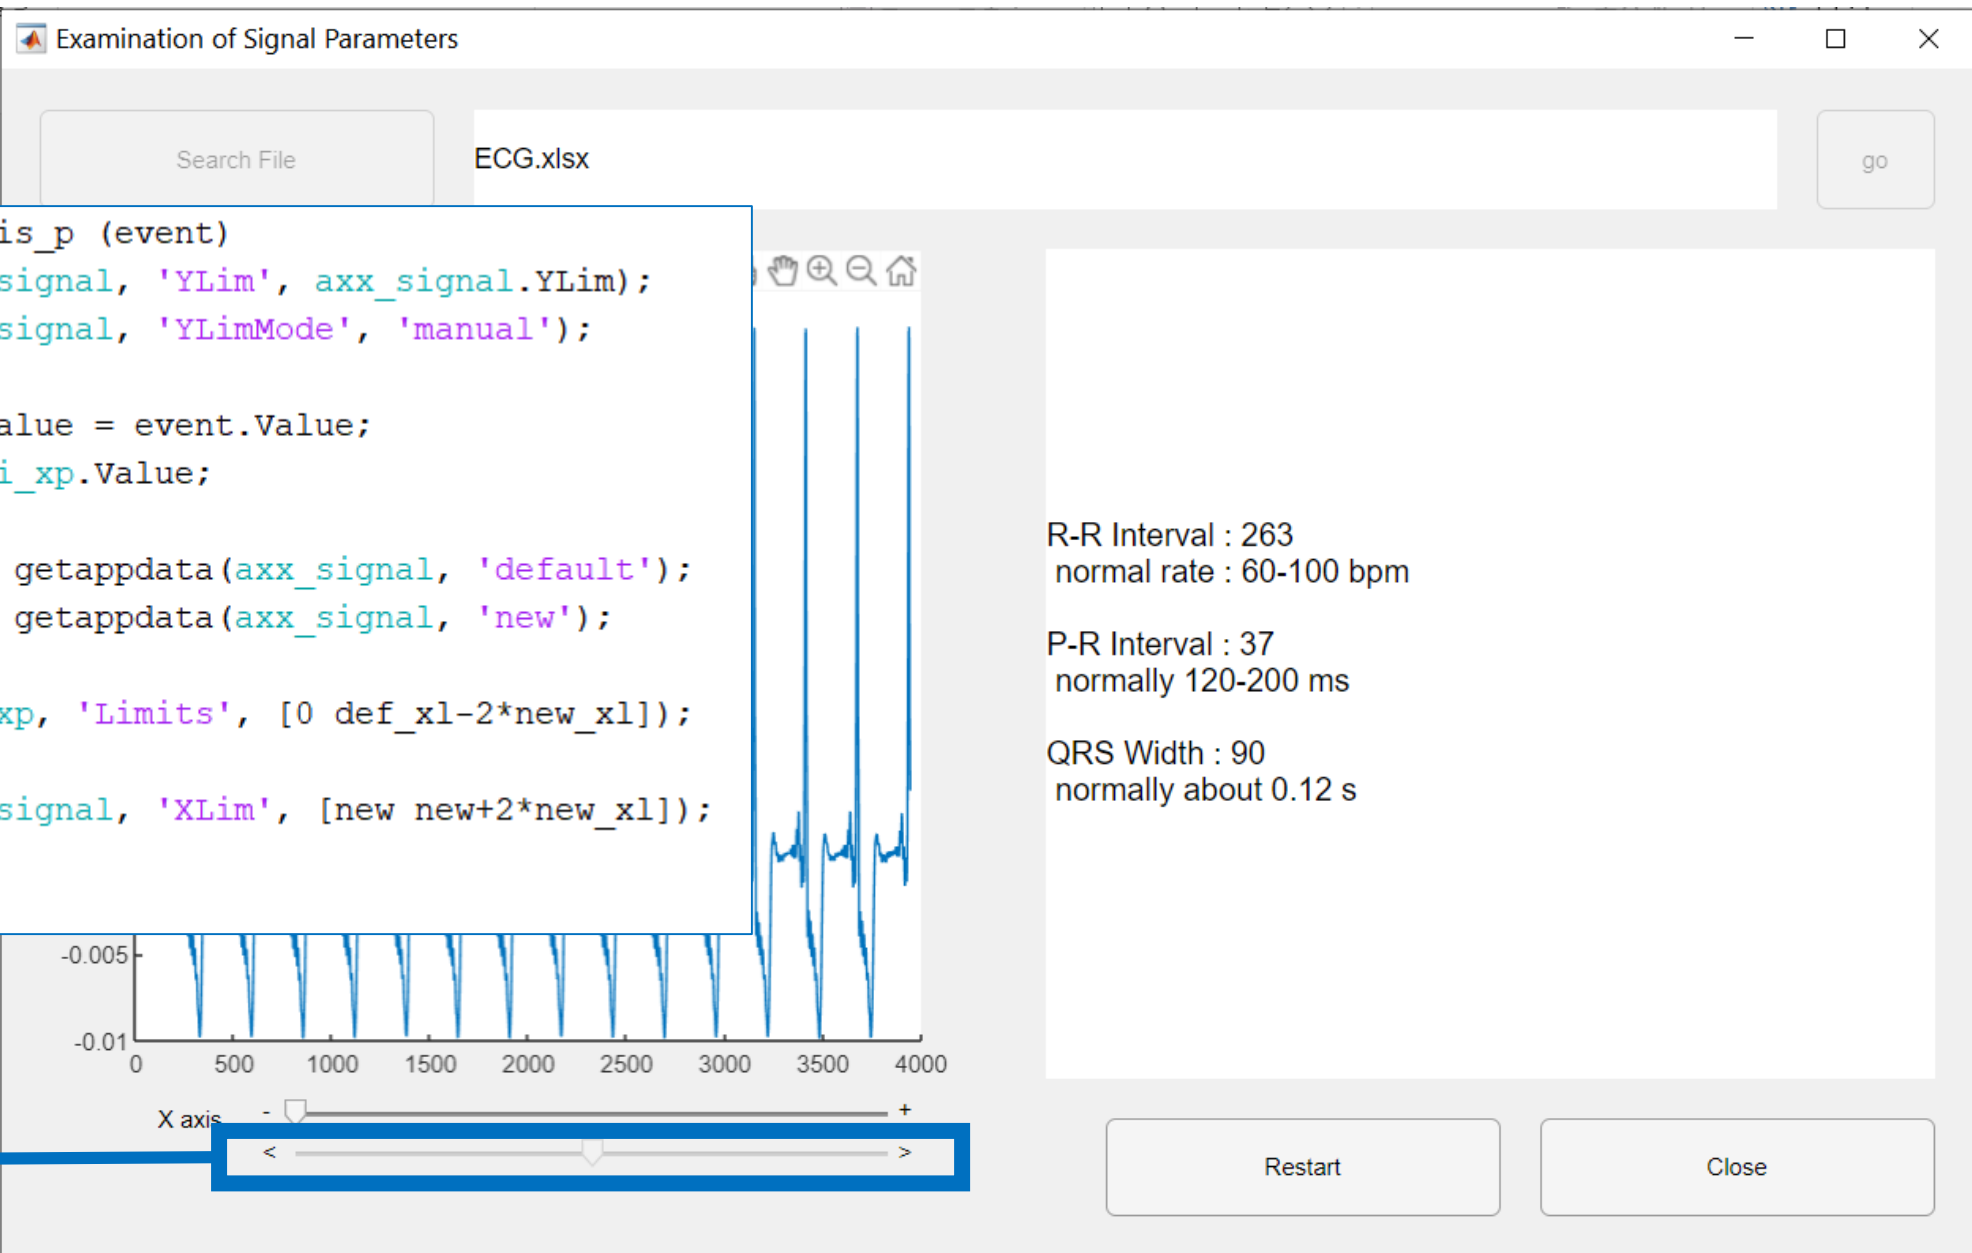 Examination of Signal Parameters
Search File
ECG.xlsx
go
is_p (event)
signal, 'YLim', axx_signal.YLim);
signal, 'YLimMode', 'manual');
alue = event.Value;
i_xp.Value;
getappdata(axx_signal, 'default');
getappdata(axx_signal, 'new');
xp, 'Limits', [0 def_xl-2*new_xl]);
signal, 'XLim', [new new+2*new_xl]);
-0.005
-0.01
0 500 1000 1500 2000 2500 3000 3500 4000
X axis - +
< >
R-R Interval : 263
normal rate : 60-100 bpm
P-R Interval : 37
normally 120-200 ms
QRS Width : 90
normally about 0.12 s
Restart
Close